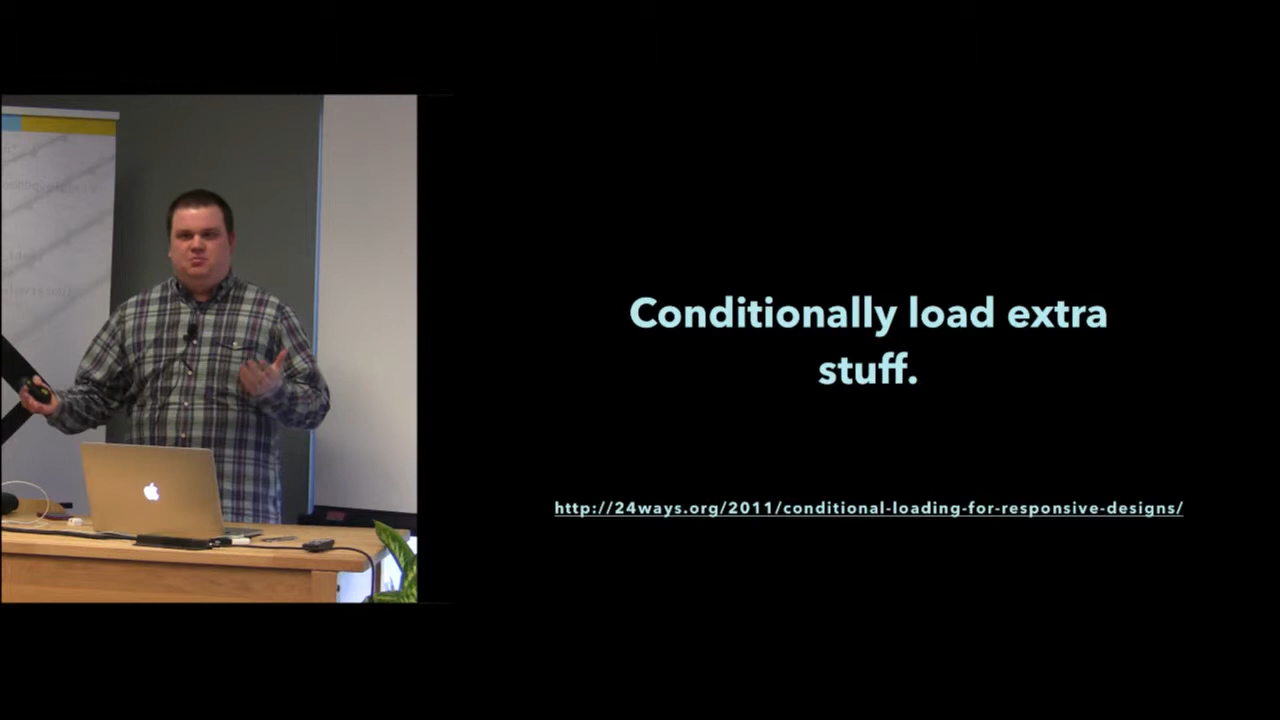 Conditionally load extra
stuff.
http://24ways.org/2011/conditional-loading-for-responsive-designs/